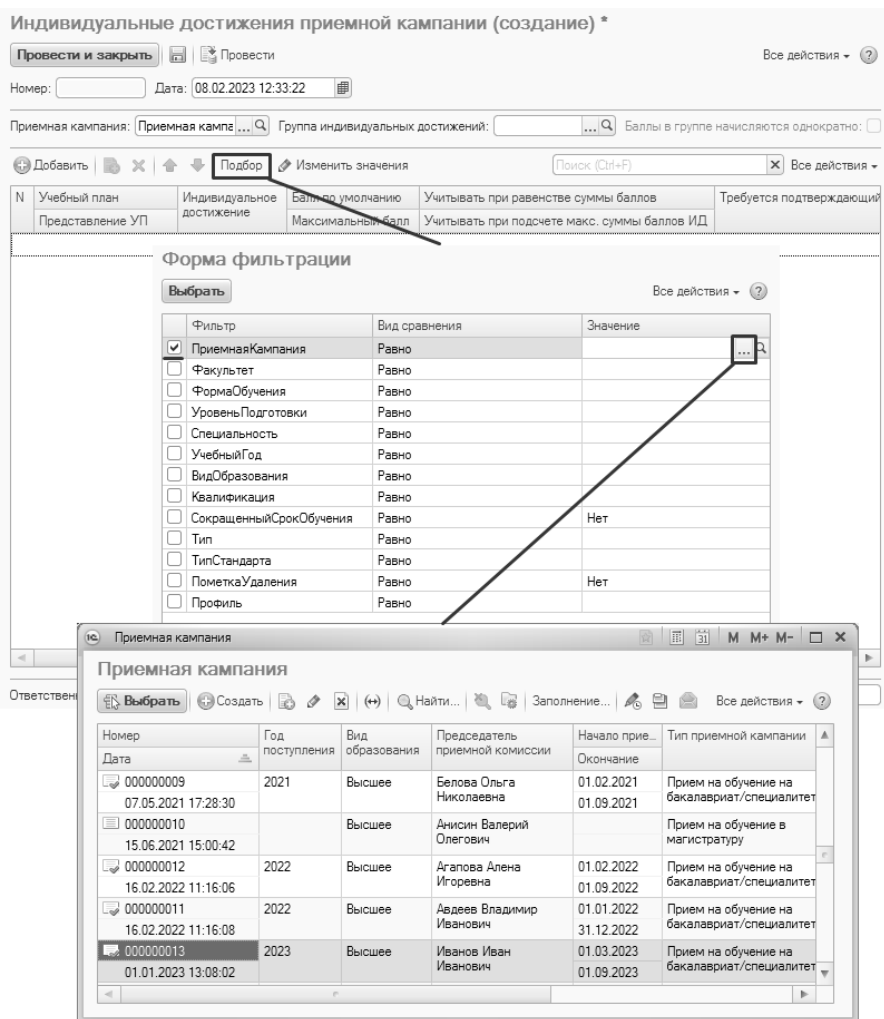 Индивидуальные достижения приемной кампании (создание) *
Провести и закрыть Провести Все действия ?
Номер: Дата: 08.02.2023 12:33:22
Приемная кампания: Приемная кампа ... Группа индивидуальных достижений: ... Баллы в группе начисляются однократно:
Добавить Подбор Изменить значения Поиск (Ctrl+F) × Все действия
N Учебный план Индивидуальное достижение Балл по умолчанию Учитывать при равенстве суммы баллов Требуется подтверждающий
Представление УП Максимальный балл Учитывать при подсчете макс. суммы баллов ИД
Форма фильтрации
Выбрать Все действия ?
Фильтр Вид сравнения Значение
ПриемнаяКампания Равно ...
Факультет Равно
ФормаОбучения Равно
УровеньПодготовки Равно
Специальность Равно
УчебныйГод Равно
ВидОбразования Равно
Квалификация Равно
СокращенныйСрокОбучения Равно Нет
Тип Равно
ТипСтандарта Равно
ПометкаУдаления Равно Нет
Профиль Равно
1С Приемная кампания 31 M M+ M-
Приемная кампания
Ответствен
Выбрать Создать Найти... Заполнение... Все действия ?
Номер Год поступления Вид образования Председатель приемной комиссии Начало прие... Тип приемной кампании
Дата Окончание
000000009 2021 Высшее Белова Ольга 01.02.2021 Прием на обучение на
07.05.2021 17:28:30 Николаевна 01.09.2021 бакалавриат/специалитет
000000010 Высшее Анисин Валерий Прием на обучение в
15.06.2021 15:00:42 Олегович магистратуру
000000012 2022 Высшее Агапова Алена 01.02.2022 Прием на обучение на
16.02.2022 11:16:06 Игоревна 01.09.2022 бакалавриат/специалитет
000000011 2022 Высшее Авдеев Владимир 01.01.2022 Прием на обучение на
16.02.2022 11:16:08 Иванович 31.12.2022 бакалавриат/специалитет
000000013 2023 Высшее Иванов Иван 01.03.2023 Прием на обучение на
01.01.2023 13:08:02 Иванович 01.09.2023 бакалавриат/специалитет